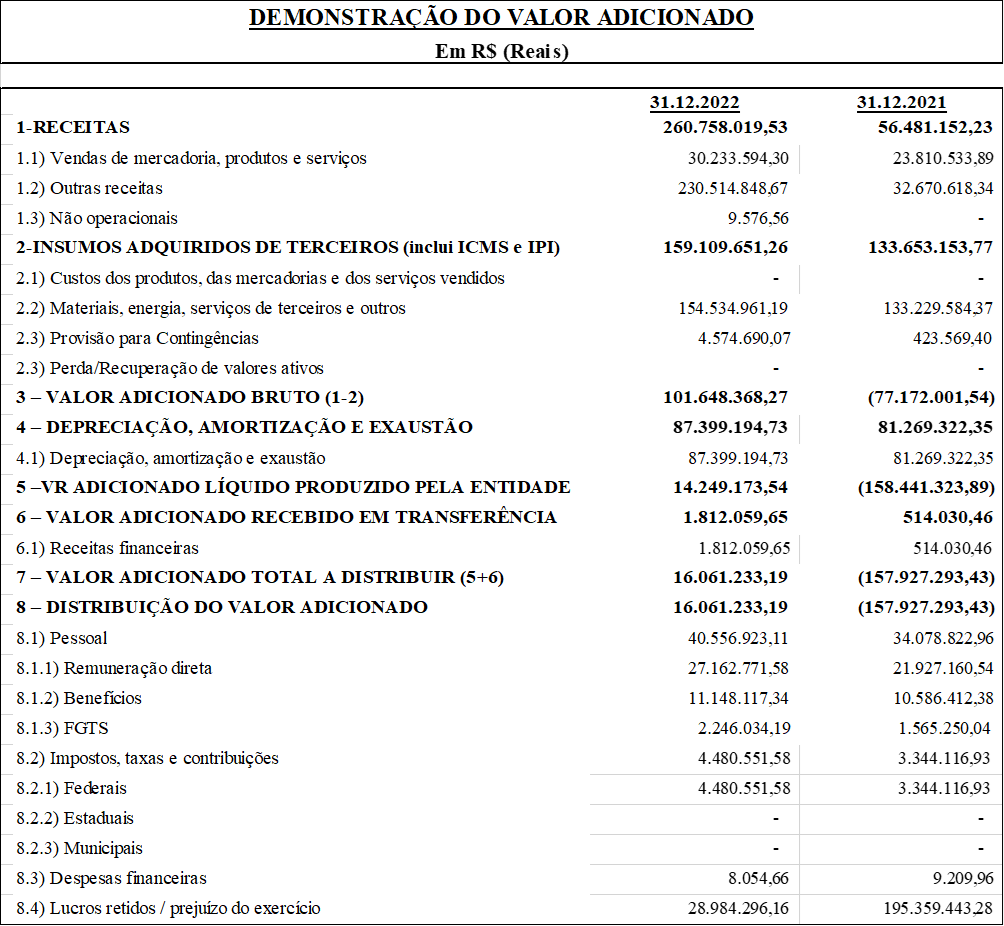 DEMONSTRAÇÃO DO VALOR ADICIONADO
Em R$ (Reais)
31.12.2022 31.12.2021
1-RECEITAS 260.758.019,53 56.481.152,23
1.1) Vendas de mercadoria, produtos e serviços 30.233.594,30 23.810.533,89
1.2) Outras receitas 230.514.848,67 32.670.618,34
1.3) Não operacionais 9.576,56 -
2-INSUMOS ADQUIRIDOS DE TERCEIROS (inclui ICMS e IPI) 159.109.651,26 133.653.153,77
2.1) Custos dos produtos, das mercadorias e dos serviços vendidos - -
2.2) Materiais, energia, serviços de terceiros e outros 154.534.961,19 133.229.584,37
2.3) Provisão para Contingências 4.574.690,07 423.569,40
2.3) Perda/Recuperação de valores ativos - -
3 – VALOR ADICIONADO BRUTO (1-2) 101.648.368,27 (77.172.001,54)
4 – DEPRECIAÇÃO, AMORTIZAÇÃO E EXAUSTÃO 87.399.194,73 81.269.322,35
4.1) Depreciação, amortização e exaustão 87.399.194,73 81.269.322,35
5 –VR ADICIONADO LÍQUIDO PRODUZIDO PELA ENTIDADE 14.249.173,54 (158.441.323,89)
6 – VALOR ADICIONADO RECEBIDO EM TRANSFERÊNCIA 1.812.059,65 514.030,46
6.1) Receitas financeiras 1.812.059,65 514.030,46
7 – VALOR ADICIONADO TOTAL A DISTRIBUIR (5+6) 16.061.233,19 (157.927.293,43)
8 – DISTRIBUIÇÃO DO VALOR ADICIONADO 16.061.233,19 (157.927.293,43)
8.1) Pessoal 40.556.923,11 34.078.822,96
8.1.1) Remuneração direta 27.162.771,58 21.927.160,54
8.1.2) Benefícios 11.148.117,34 10.586.412,38
8.1.3) FGTS 2.246.034,19 1.565.250,04
8.2) Impostos, taxas e contribuições 4.480.551,58 3.344.116,93
8.2.1) Federais 4.480.551,58 3.344.116,93
8.2.2) Estaduais - -
8.2.3) Municipais - -
8.3) Despesas financeiras 8.054,66 9.209,96
8.4) Lucros retidos / prejuízo do exercício 28.984.296,16 195.359.443,28